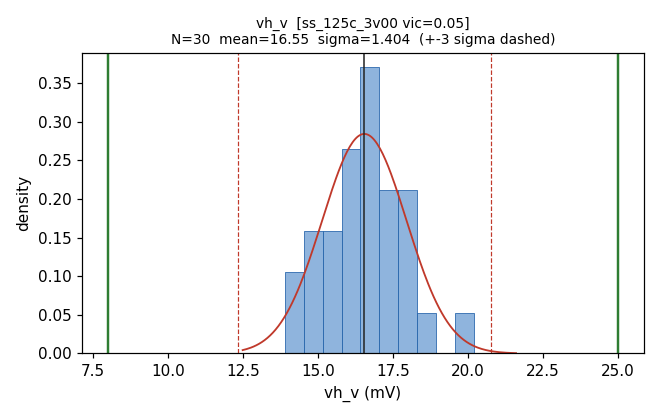 vh_v  [ss_125c_3v00 vic=0.05]
N=30  mean=16.55  sigma=1.404  (+-3 sigma dashed)
0.35
0.30
0.25
0.20
0.15
0.10
0.05
0.00
density
7.5 10.0 12.5 15.0 17.5 20.0 22.5 25.0
vh_v (mV)